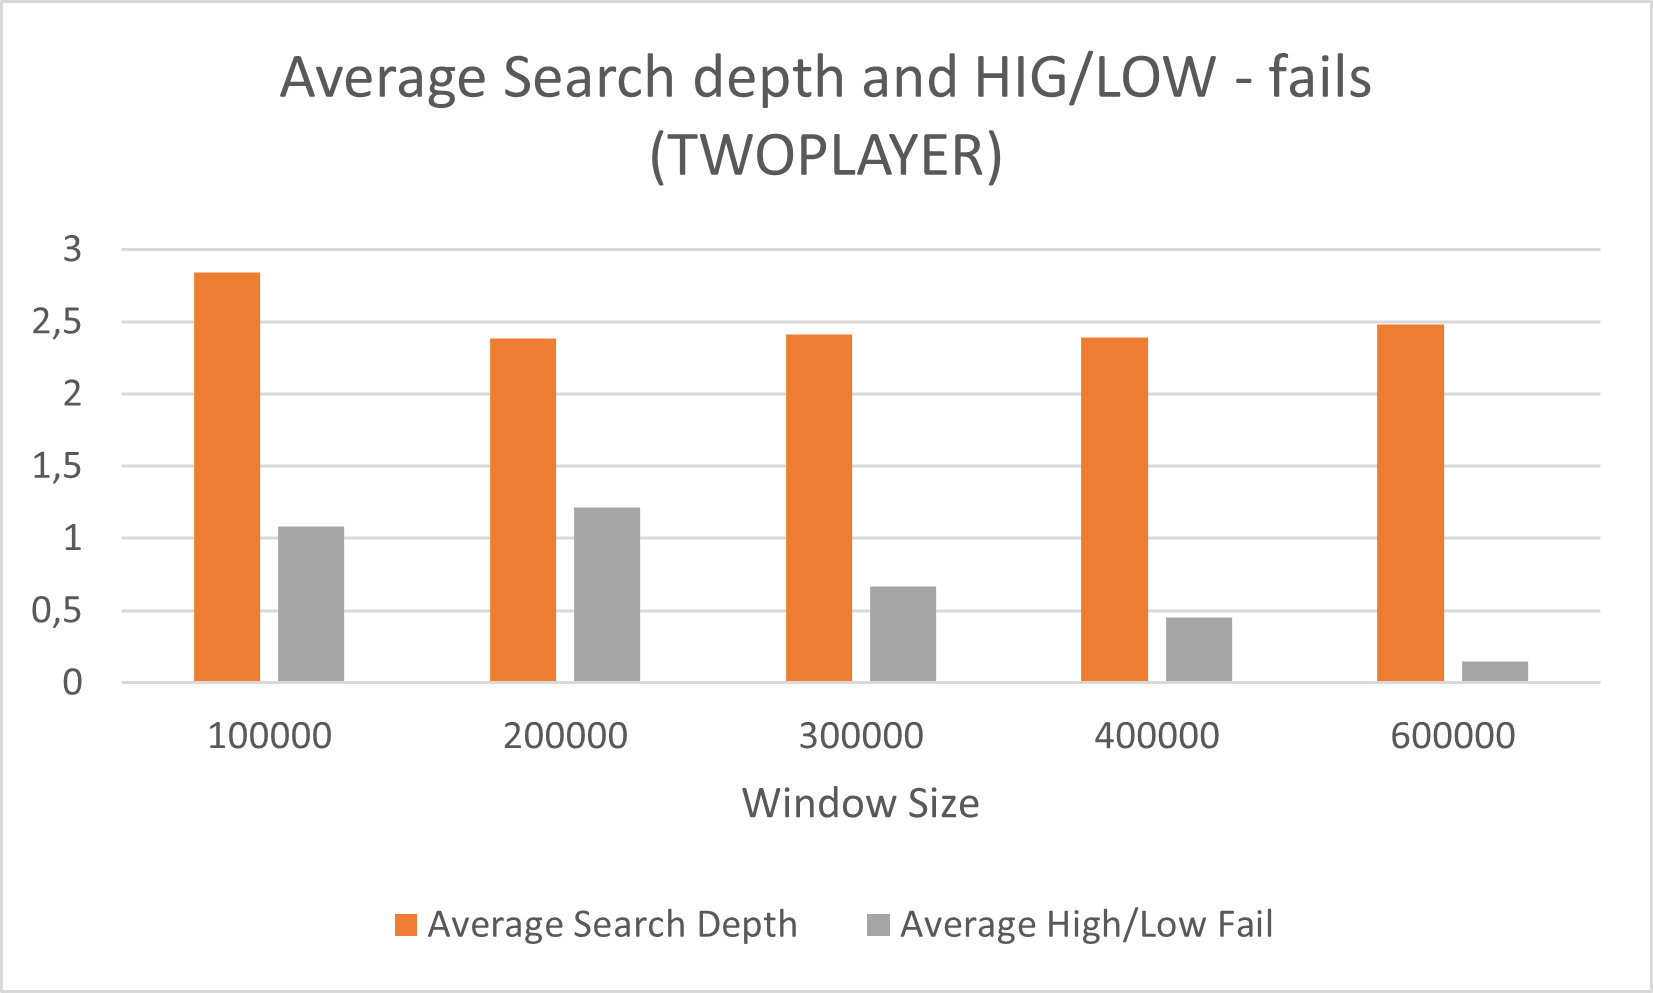 Average Search depth and HIG/LOW - fails
(TWOPLAYER)
3
2,5
2
1,5
1
0,5
0
100000 200000 300000 400000 600000
Window Size
Average Search Depth Average High/Low Fail